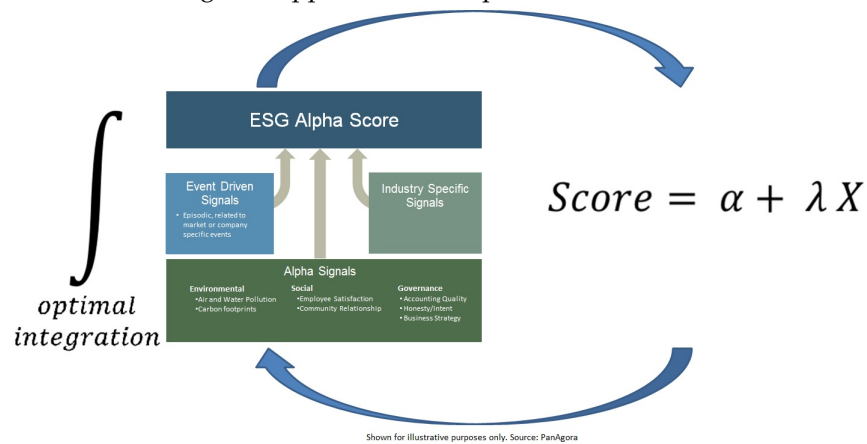 ESG Alpha Score
Event Driven
Signals
• Episodic, related to
market or company
specific events
Industry Specific
Signals
Alpha Signals
Environmental
•Air and Water Pollution
•Carbon footprints
Social
•Employee Satisfaction
•Community Relationship
Governance
•Accounting Quality
•Honesty/Intent
•Business Strategy
∫
optimal
integration
Score = α + λ X
Shown for illustrative purposes only. Source: PanAgora